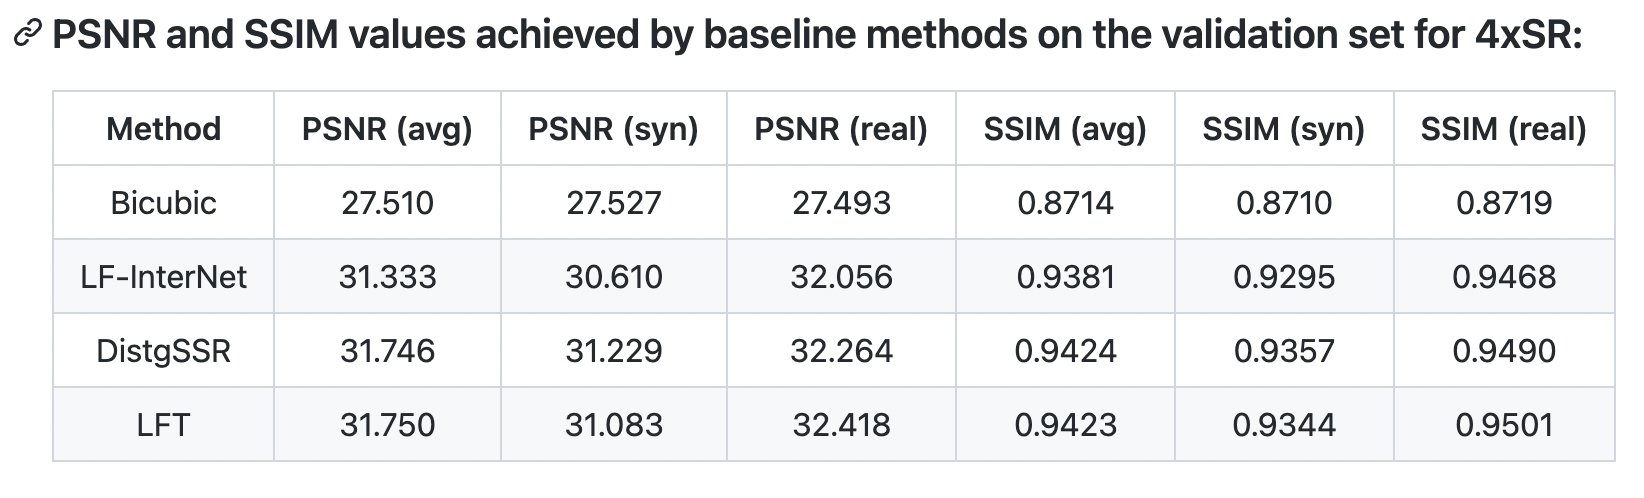 PSNR and SSIM values achieved by baseline methods on the validation set for 4xSR:
Method PSNR (avg) PSNR (syn) PSNR (real) SSIM (avg) SSIM (syn) SSIM (real)
Bicubic 27.510 27.527 27.493 0.8714 0.8710 0.8719
LF-InterNet 31.333 30.610 32.056 0.9381 0.9295 0.9468
DistgSSR 31.746 31.229 32.264 0.9424 0.9357 0.9490
LFT 31.750 31.083 32.418 0.9423 0.9344 0.9501